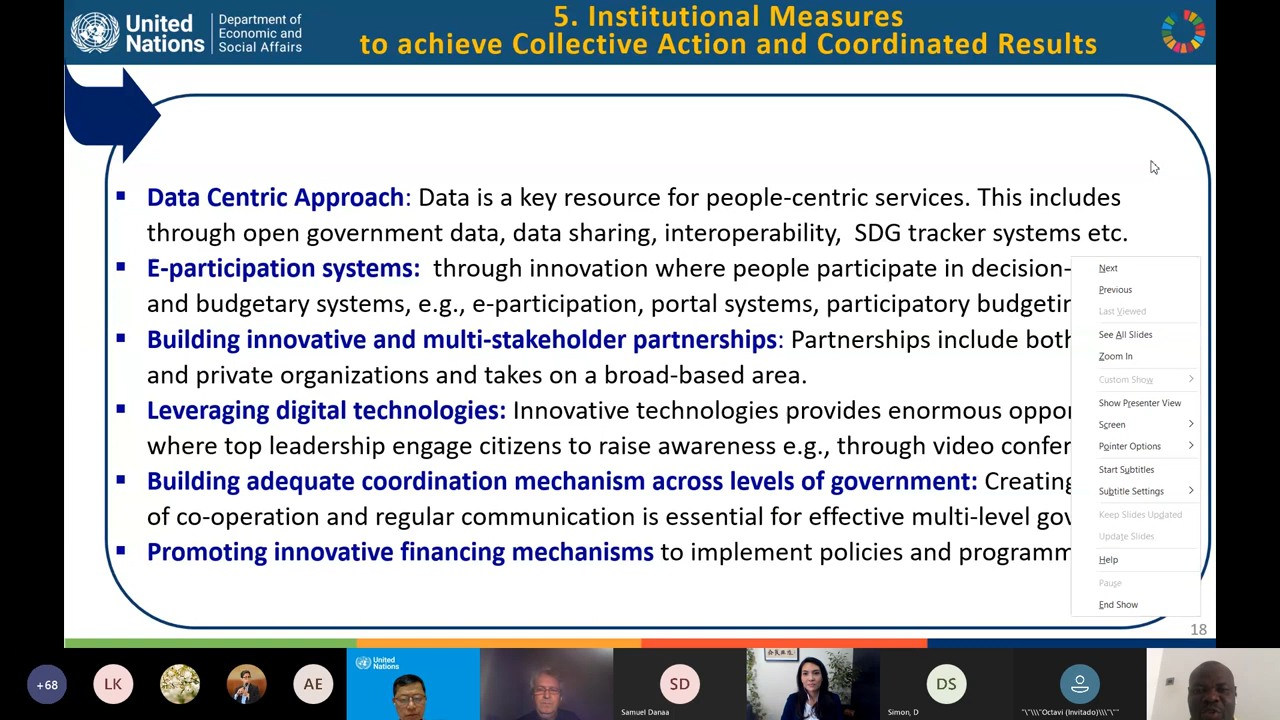 United
Nations
Department of
Economic and
Social Affairs
5. Institutional Measures
to achieve Collective Action and Coordinated Results
Data Centric Approach: Data is a key resource for people-centric services. This includes
through open government data, data sharing, interoperability, SDG tracker systems etc.
E-participation systems: through innovation where people participate in decision-
and budgetary systems, e.g., e-participation, portal systems, participatory
Building innovative and multi-stakeholder partnerships: Partnerships include both
and private organizations and takes on a broad-based area.
Leveraging digital technologies: Innovative technologies provides enormous
where top leadership engage citizens to raise awareness e.g., through video
Building adequate coordination mechanism across levels of government: Creating
of co-operation and regular communication is essential for effective multi-level
Promoting innovative financing mechanisms to implement policies and
Next
Previous
Last Viewed
See All Slides
Zoom In
Custom Show
Show Presenter View
Screen
Pointer Options
Start Subtitles
Subtitle Settings
Keep Slides Updated
Update Slides
Help
Pause
End Show
18
+68
LK
AE
United
Nations
SD
Samuel Danaa
DS
Simon, D
"\"\\\"Octavi (Invitado)\\\"\""